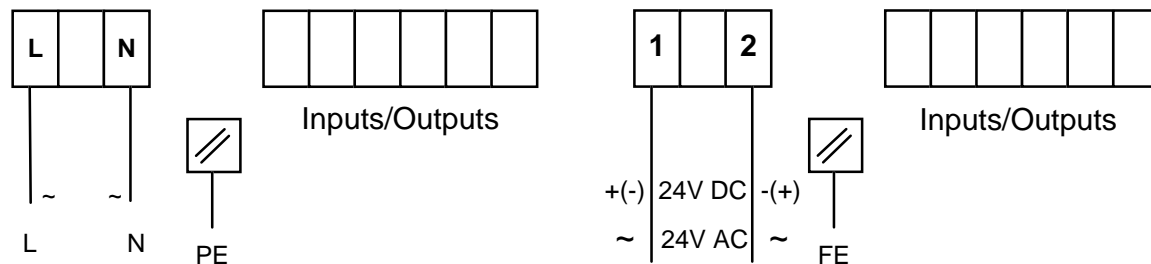 L N
Inputs/Outputs
~ ~
L N
PE
1 2
Inputs/Outputs
+(-) 24V DC -(+)
~ 24V AC ~
FE